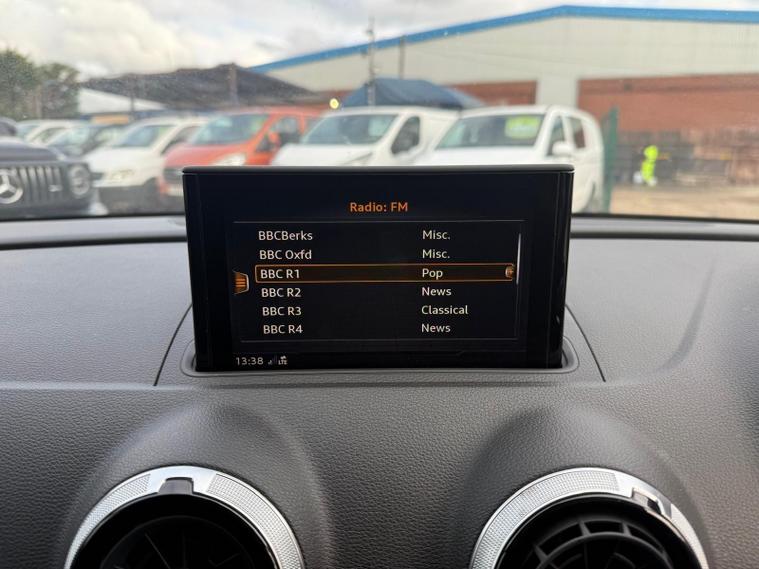 Radio: FM
BBCBerks Misc.
BBC Oxfd Misc.
BBC R1 Pop
BBC R2 News
BBC R3 Classical
BBC R4 News
13:38 LTE